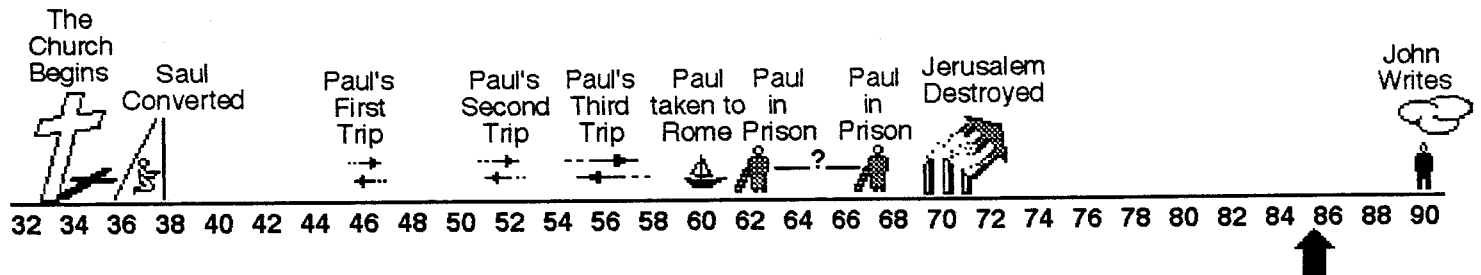 The
Church
Begins
Saul
Converted
Paul's
First
Trip
Paul's
Second
Trip
Paul's
Third
Trip
Paul
taken to
Rome
Paul
in
Prison
?
Paul
in
Prison
Jerusalem
Destroyed
John
Writes
32 34 36 38 40 42 44 46 48 50 52 54 56 58 60 62 64 66 68 70 72 74 76 78 80 82 84 86 88 90